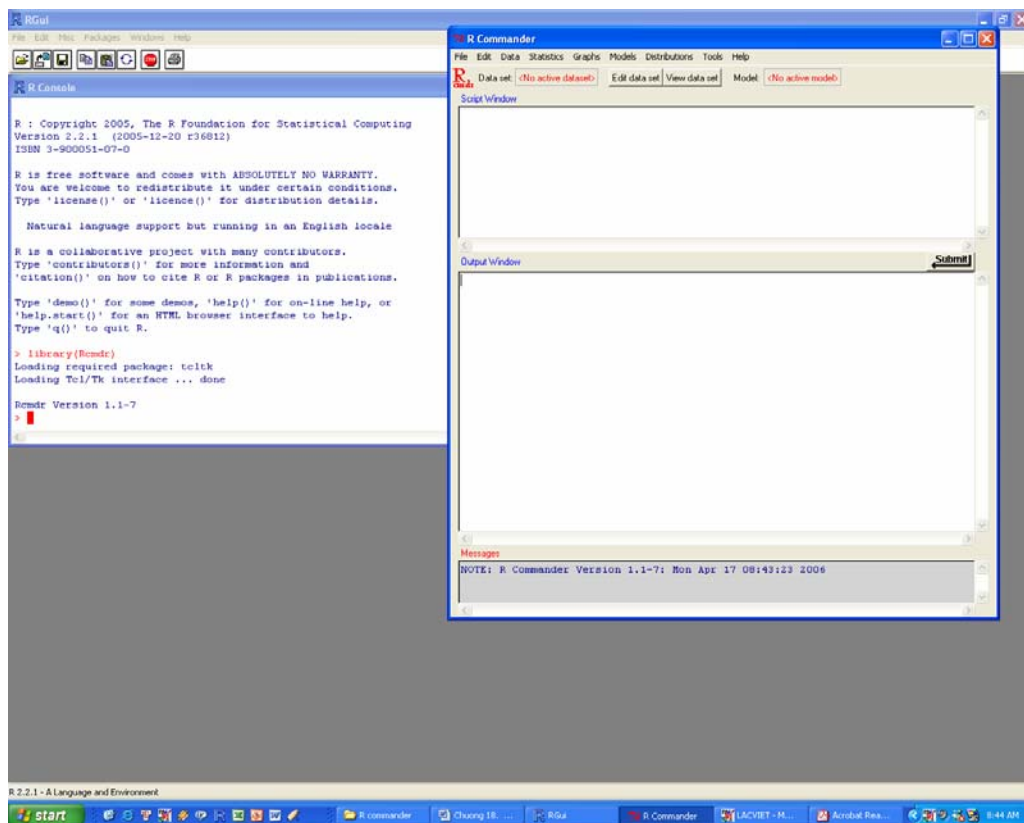 RGui
File Edit Misc Packages Windows Help
STOP
R Console
R : Copyright 2005, The R Foundation for Statistical Computing
Version 2.2.1 (2005-12-20 r36812)
ISBN 3-900051-07-0
R is free software and comes with ABSOLUTELY NO WARRANTY.
You are welcome to redistribute it under certain conditions.
Type 'license()' or 'licence()' for distribution details.
Natural language support but running in an English locale
R is a collaborative project with many contributors.
Type 'contributors()' for more information and
'citation()' on how to cite R or R packages in publications.
Type 'demo()' for some demos, 'help()' for on-line help, or
'help.start()' for an HTML browser interface to help.
Type 'q()' to quit R.
> library(Rcmdr)
Loading required package: tcltk
Loading Tcl/Tk interface ... done
Rcmdr Version 1.1-7
>
R Commander
File Edit Data Statistics Graphs Models Distributions Tools Help
R Data set: <No active dataset> Edit data set View data set Model: <No active model>
Script Window
Output Window
Submit
Messages
NOTE: R Commander Version 1.1-7: Mon Apr 17 08:43:23 2006
R 2.2.1 - A Language and Environment
start R commander Chuong 18. ... RGui R Commander LACVIET - M... Acrobat Rea... 8:44 AM